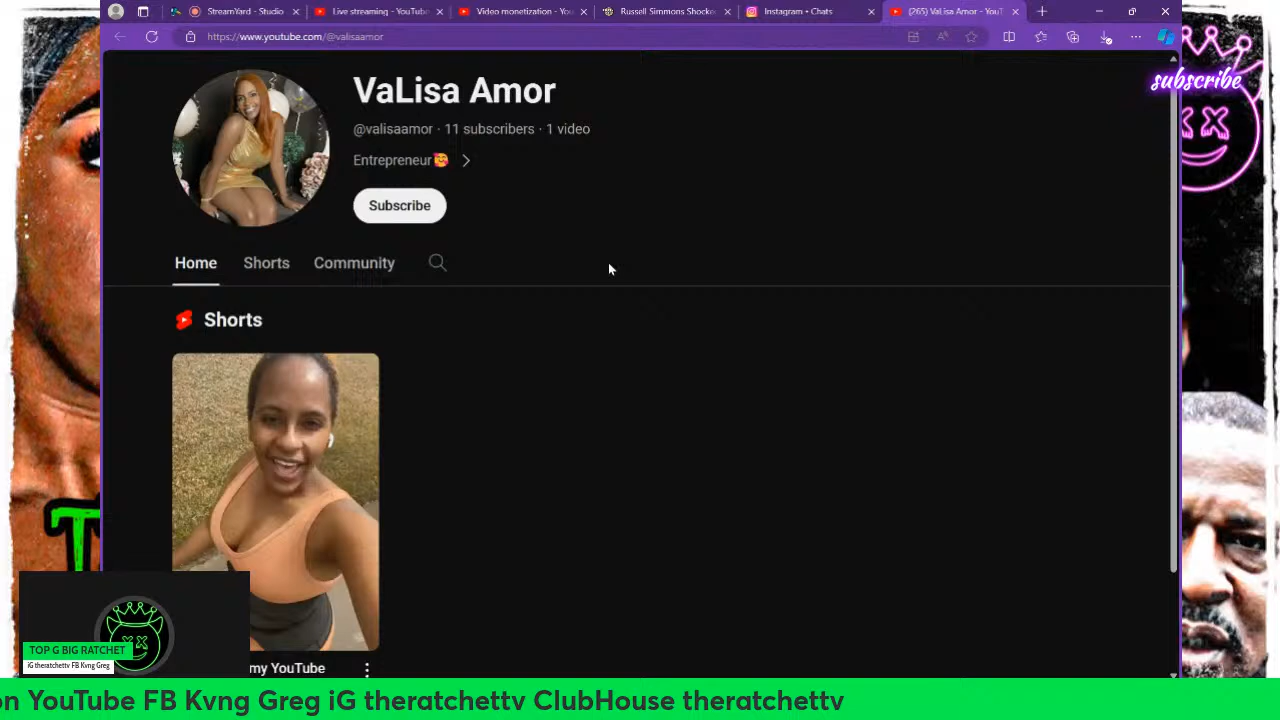 StreamYard - Studio
Live streaming - YouTube
Video monetization - You
Russell Simmons Shocke
Instagram • Chats
(265) VaLisa Amor - YouT
https://www.youtube.com/@valisaamor
subscribe
VaLisa Amor
@valisaamor · 11 subscribers · 1 video
Entrepreneur🥰
Subscribe
Home
Shorts
Community
Shorts
my YouTube
TOP G BIG RATCHET
iG theratchettv FB Kvng Greg
on YouTube FB Kvng Greg iG theratchettv ClubHouse theratchettv